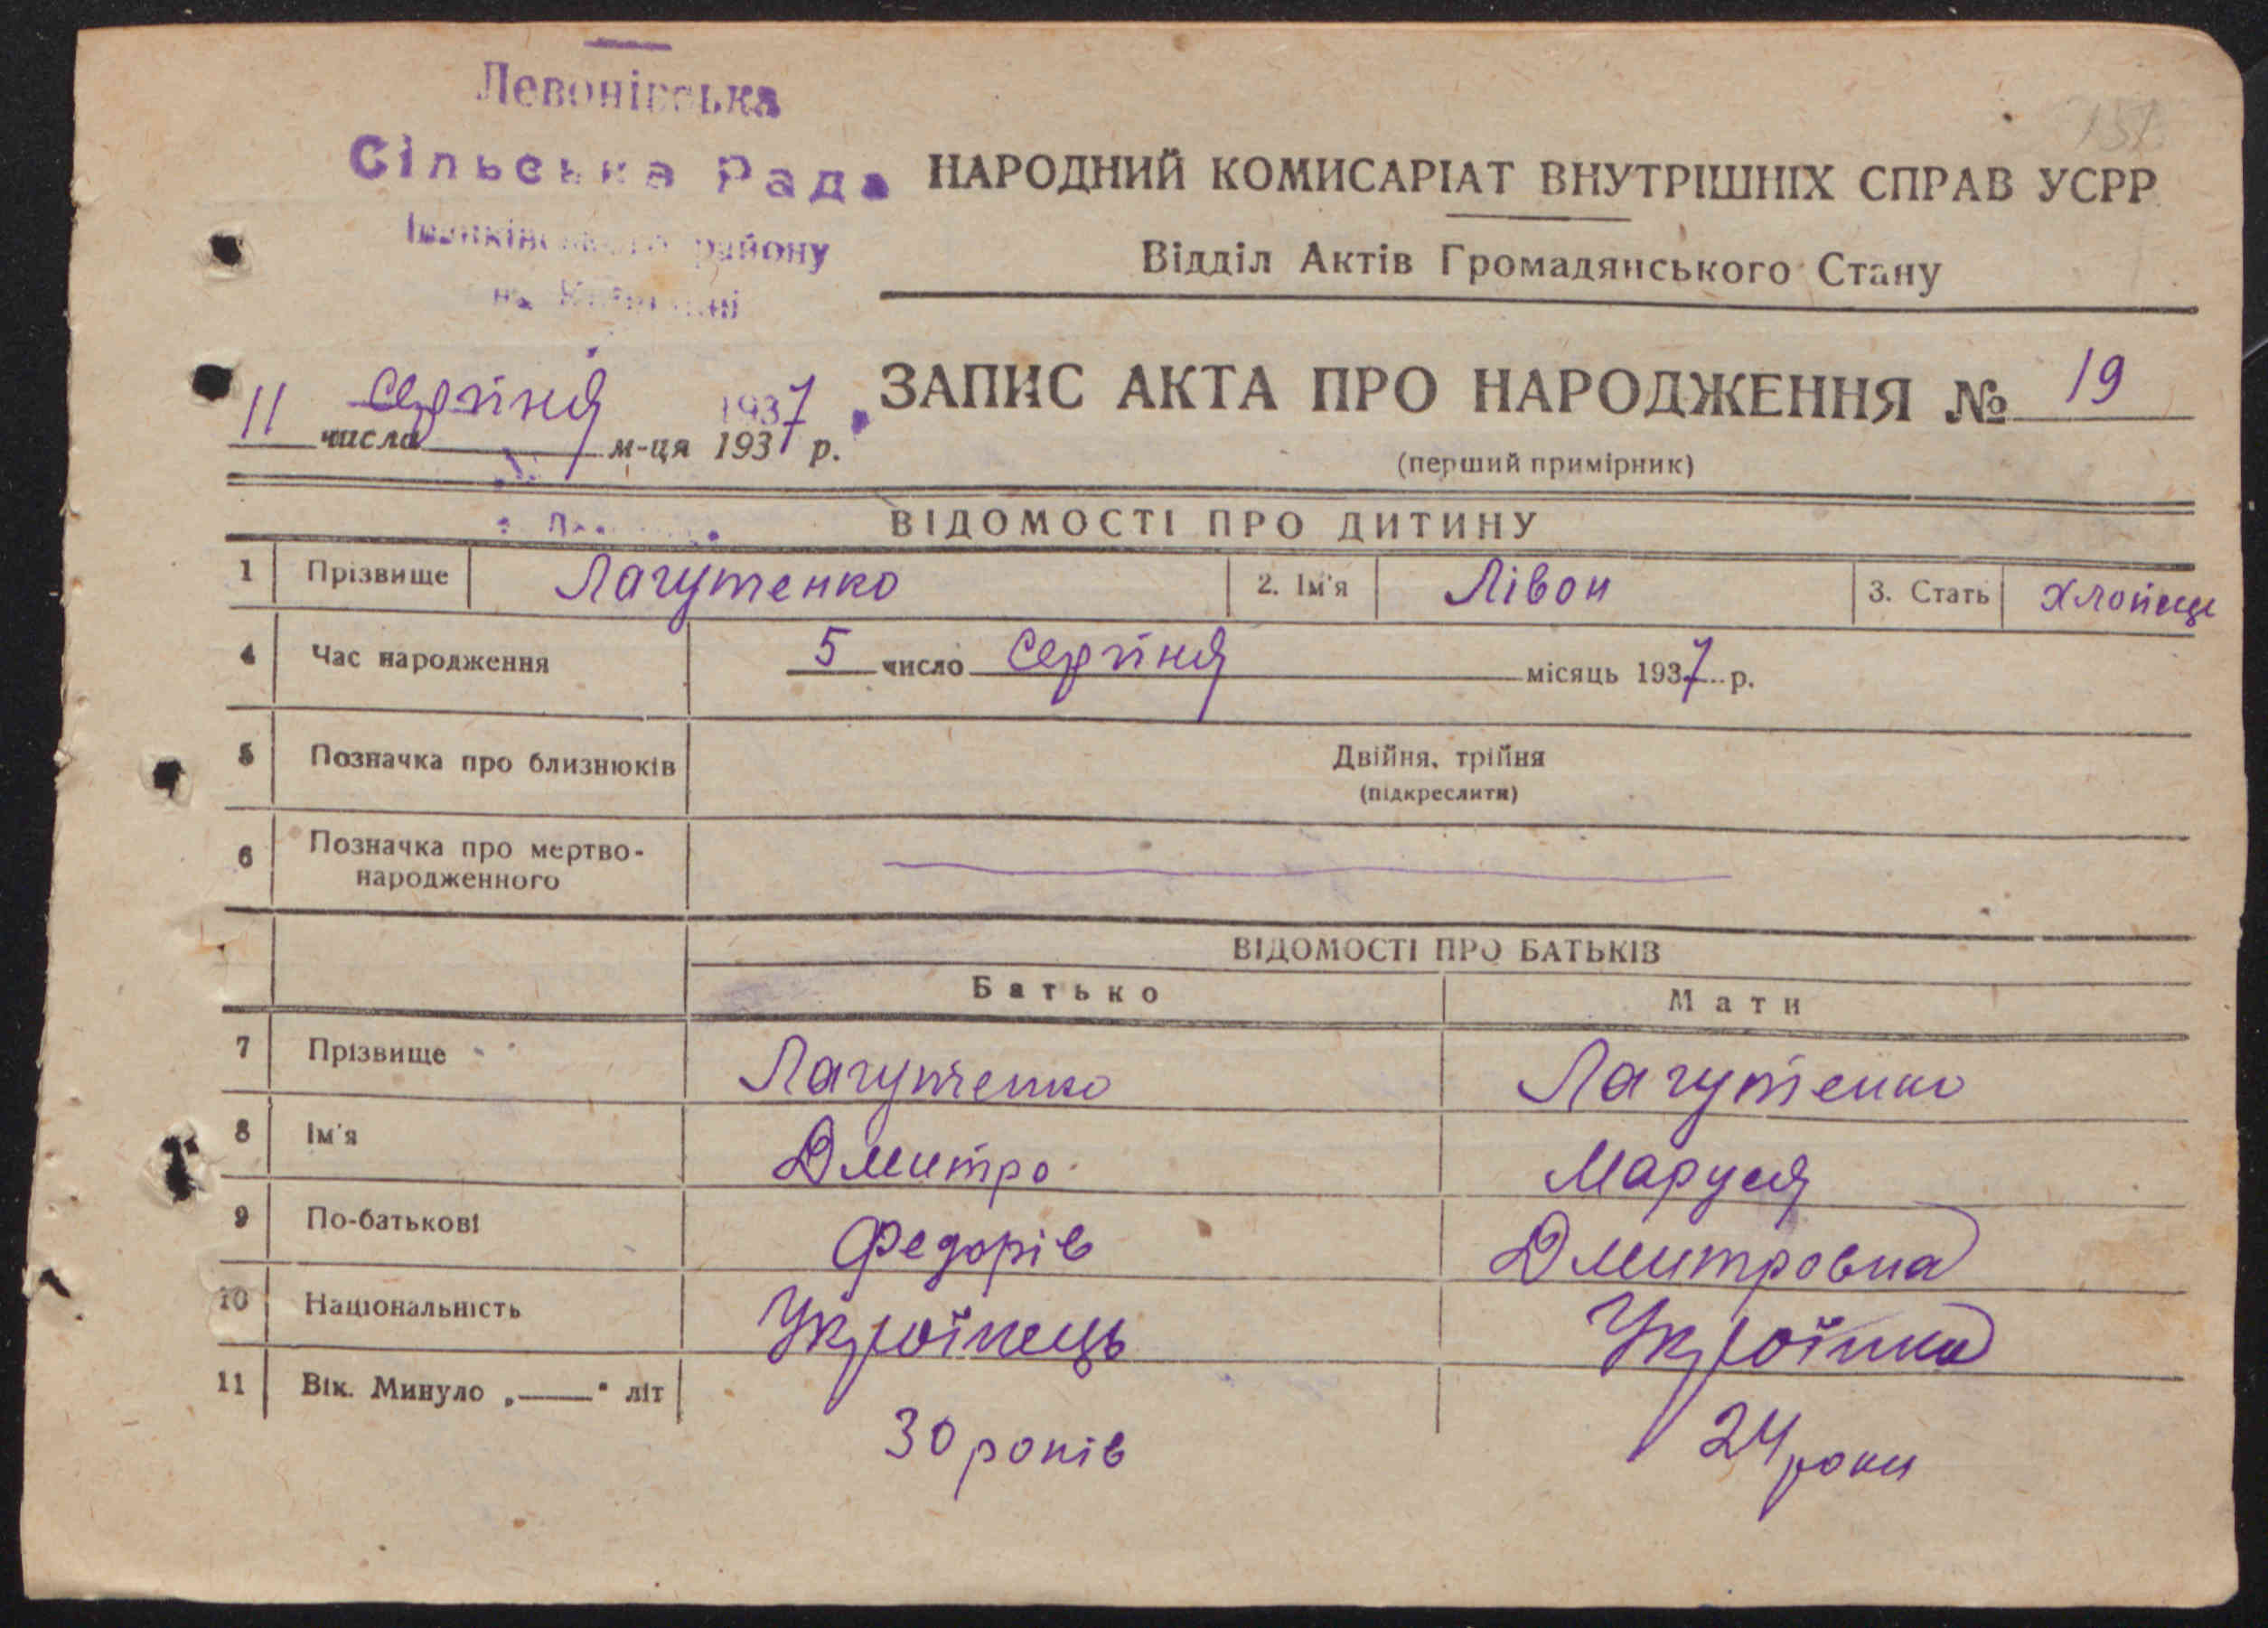 Левонівська
Сільська Рада
району
151
НАРОДНИЙ КОМИСАРІАТ ВНУТРІШНІХ СПРАВ УСРР
Відділ Актів Громадянського Стану
11 числа серпня м-ця 1937 р.
1937
ЗАПИС АКТА ПРО НАРОДЖЕННЯ № 19
(перший примірник)
ВІДОМОСТІ ПРО ДИТИНУ
1 Прізвище Лагутенко 2. Ім'я Лівон 3. Стать Хлопець
4 Час народження 5 число серпня місяць 1937 р.
5 Позначка про близнюків Двійня, трійня
(підкреслити)
6 Позначка про мертво-
народженного
ВІДОМОСТІ ПРО БАТЬКІВ
Батько Мати
7 Прізвище Лагутенко Лагутенко
8 Ім'я Дмитро Маруся
9 По-батькові Федорів Дмитровна
10 Національність Українець Українка
11 Вік. Минуло „——" літ 30 років 24 роки